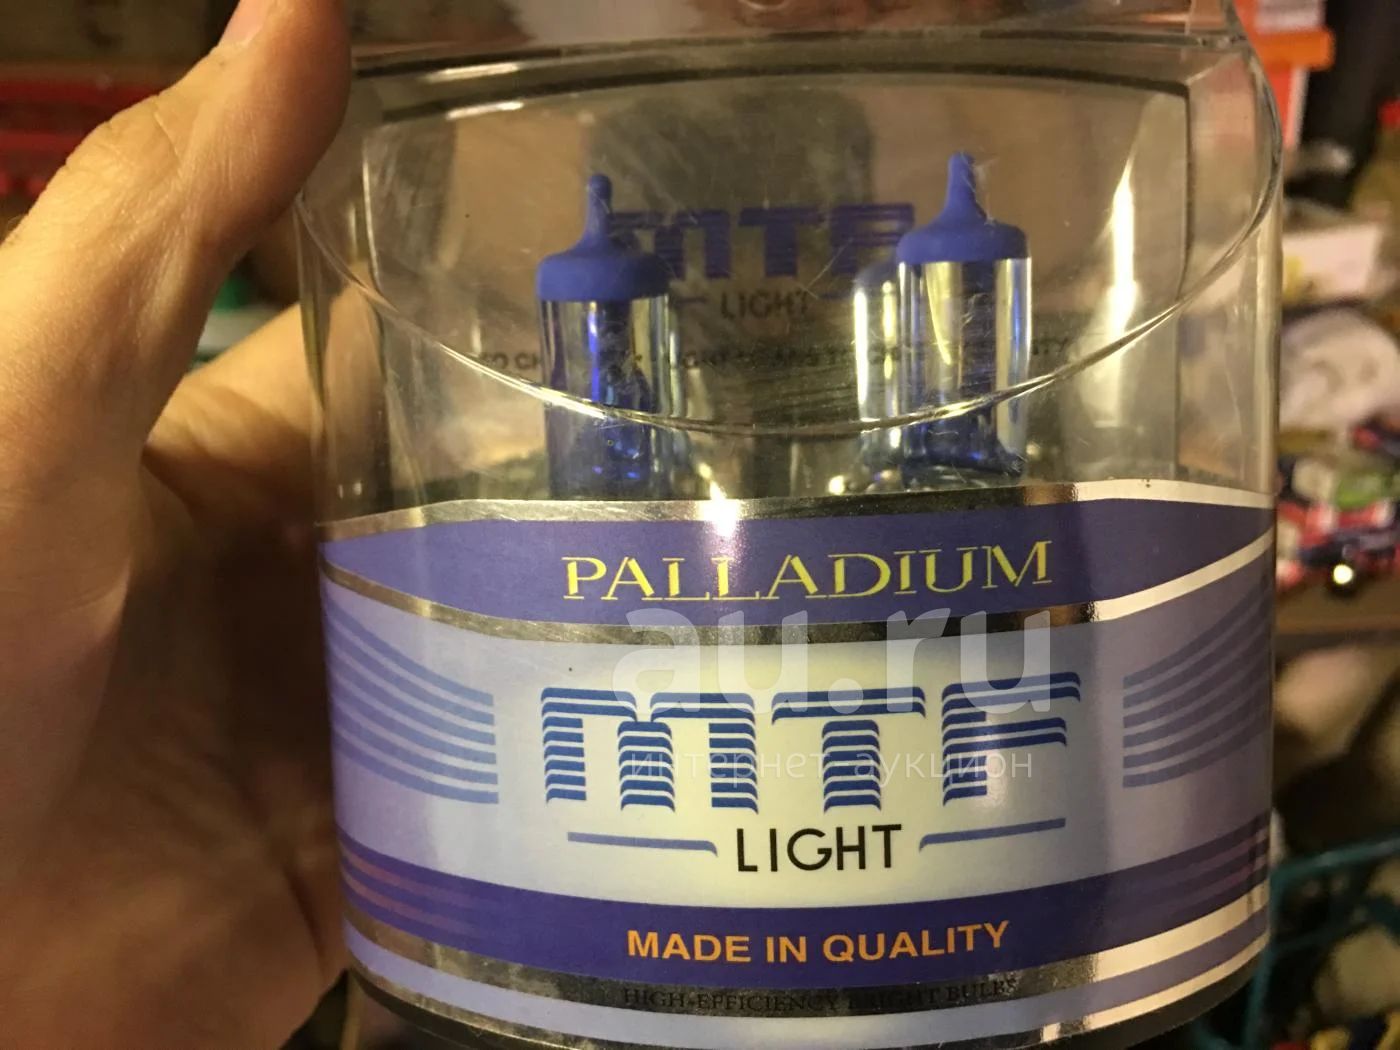 MTF
LIGHT
PALLADIUM
au.ru
MTF
интернет аукцион
LIGHT
MADE IN QUALITY
HIGH-EFFICIENCY BRIGHT BULBS